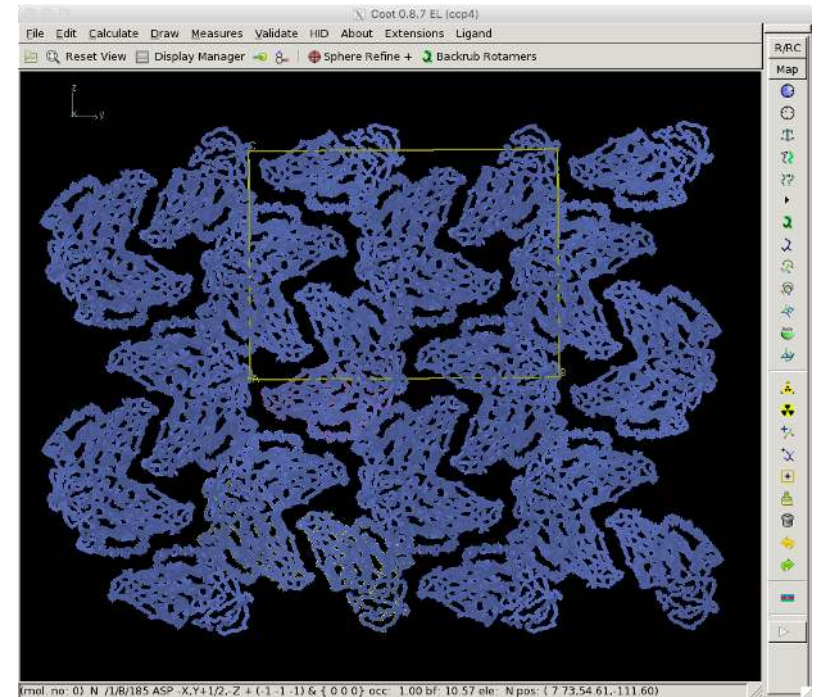 Coot 0.8.7 EL (ccp4)
File Edit Calculate Draw Measures Validate HID About Extensions Ligand
Reset View Display Manager Sphere Refine + Backrub Rotamers
R/RC
Map
z
x y
C
A
B
(mol. no: 0) N /1/B/185 ASP -X,Y+1/2,-Z + (-1 -1 -1) & { 0 0 0} occ: 1.00 bf: 10.57 ele: N pos: ( 7.73,54.61,-111.60)